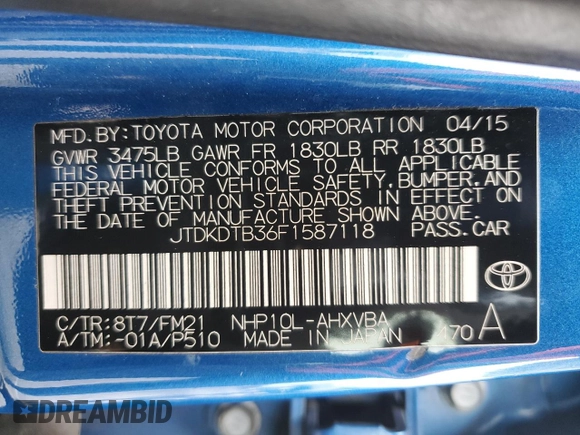 MFD.BY:TOYOTA MOTOR CORPORATION 04/15
GVWR 3475LB GAWR FR 1830LB RR 1830LB
THIS VEHICLE CONFORMS TO ALL APPLICABLE
FEDERAL MOTOR VEHICLE SAFETY,BUMPER,AND
THEFT PREVENTION STANDARDS IN EFFECT ON
THE DATE OF MANUFACTURE SHOWN ABOVE.
JTDKDTB36F1587118 PASS.CAR
TOYOTA
C/TR:8T7/FM21 NHP10L-AHXVBA A
A/TM:-01A/P510 MADE IN JAPAN 470
DREAMBID